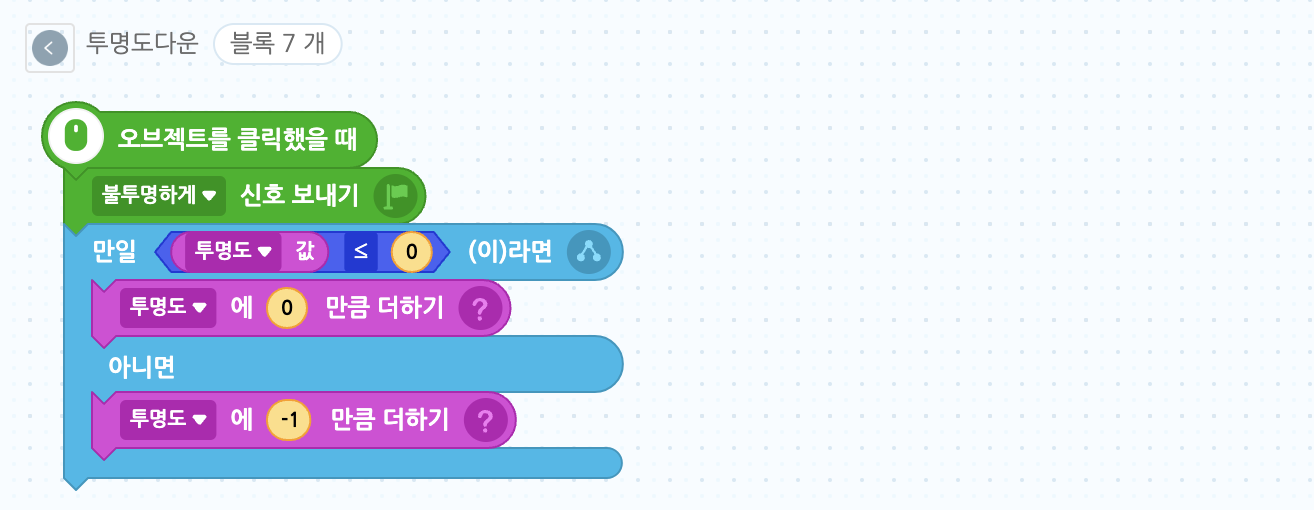 투명도다운 블록 7 개
오브젝트를 클릭했을 때
불투명하게 신호 보내기
만일 투명도 값 ≤ 0 (이)라면
투명도 에 0 만큼 더하기 ?
아니면
투명도 에 -1 만큼 더하기 ?